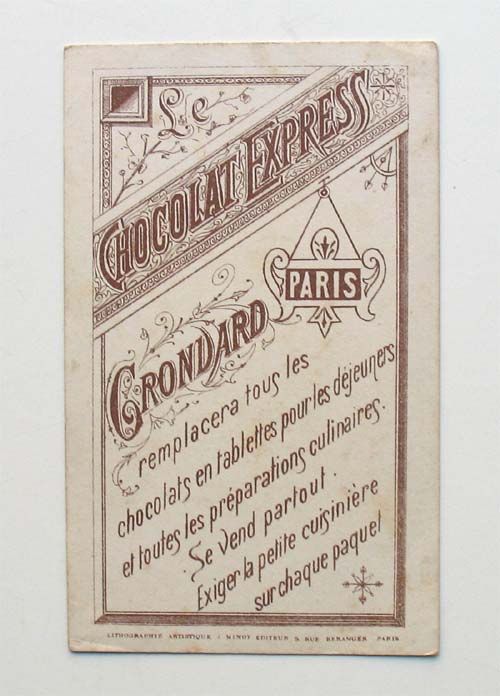 Le
CHOCOLAT EXPRESS
PARIS
GRONDARD
remplacera tous les
chocolats en tablettes pour les déjeuners
et toutes les préparations culinaires.
Se vend partout.
Exiger la petite cuisinière
sur chaque paquet
LITHOGRAPHIE ARTISTIQUE : MINOT EDITEUR 5, RUE BERANGER PARIS